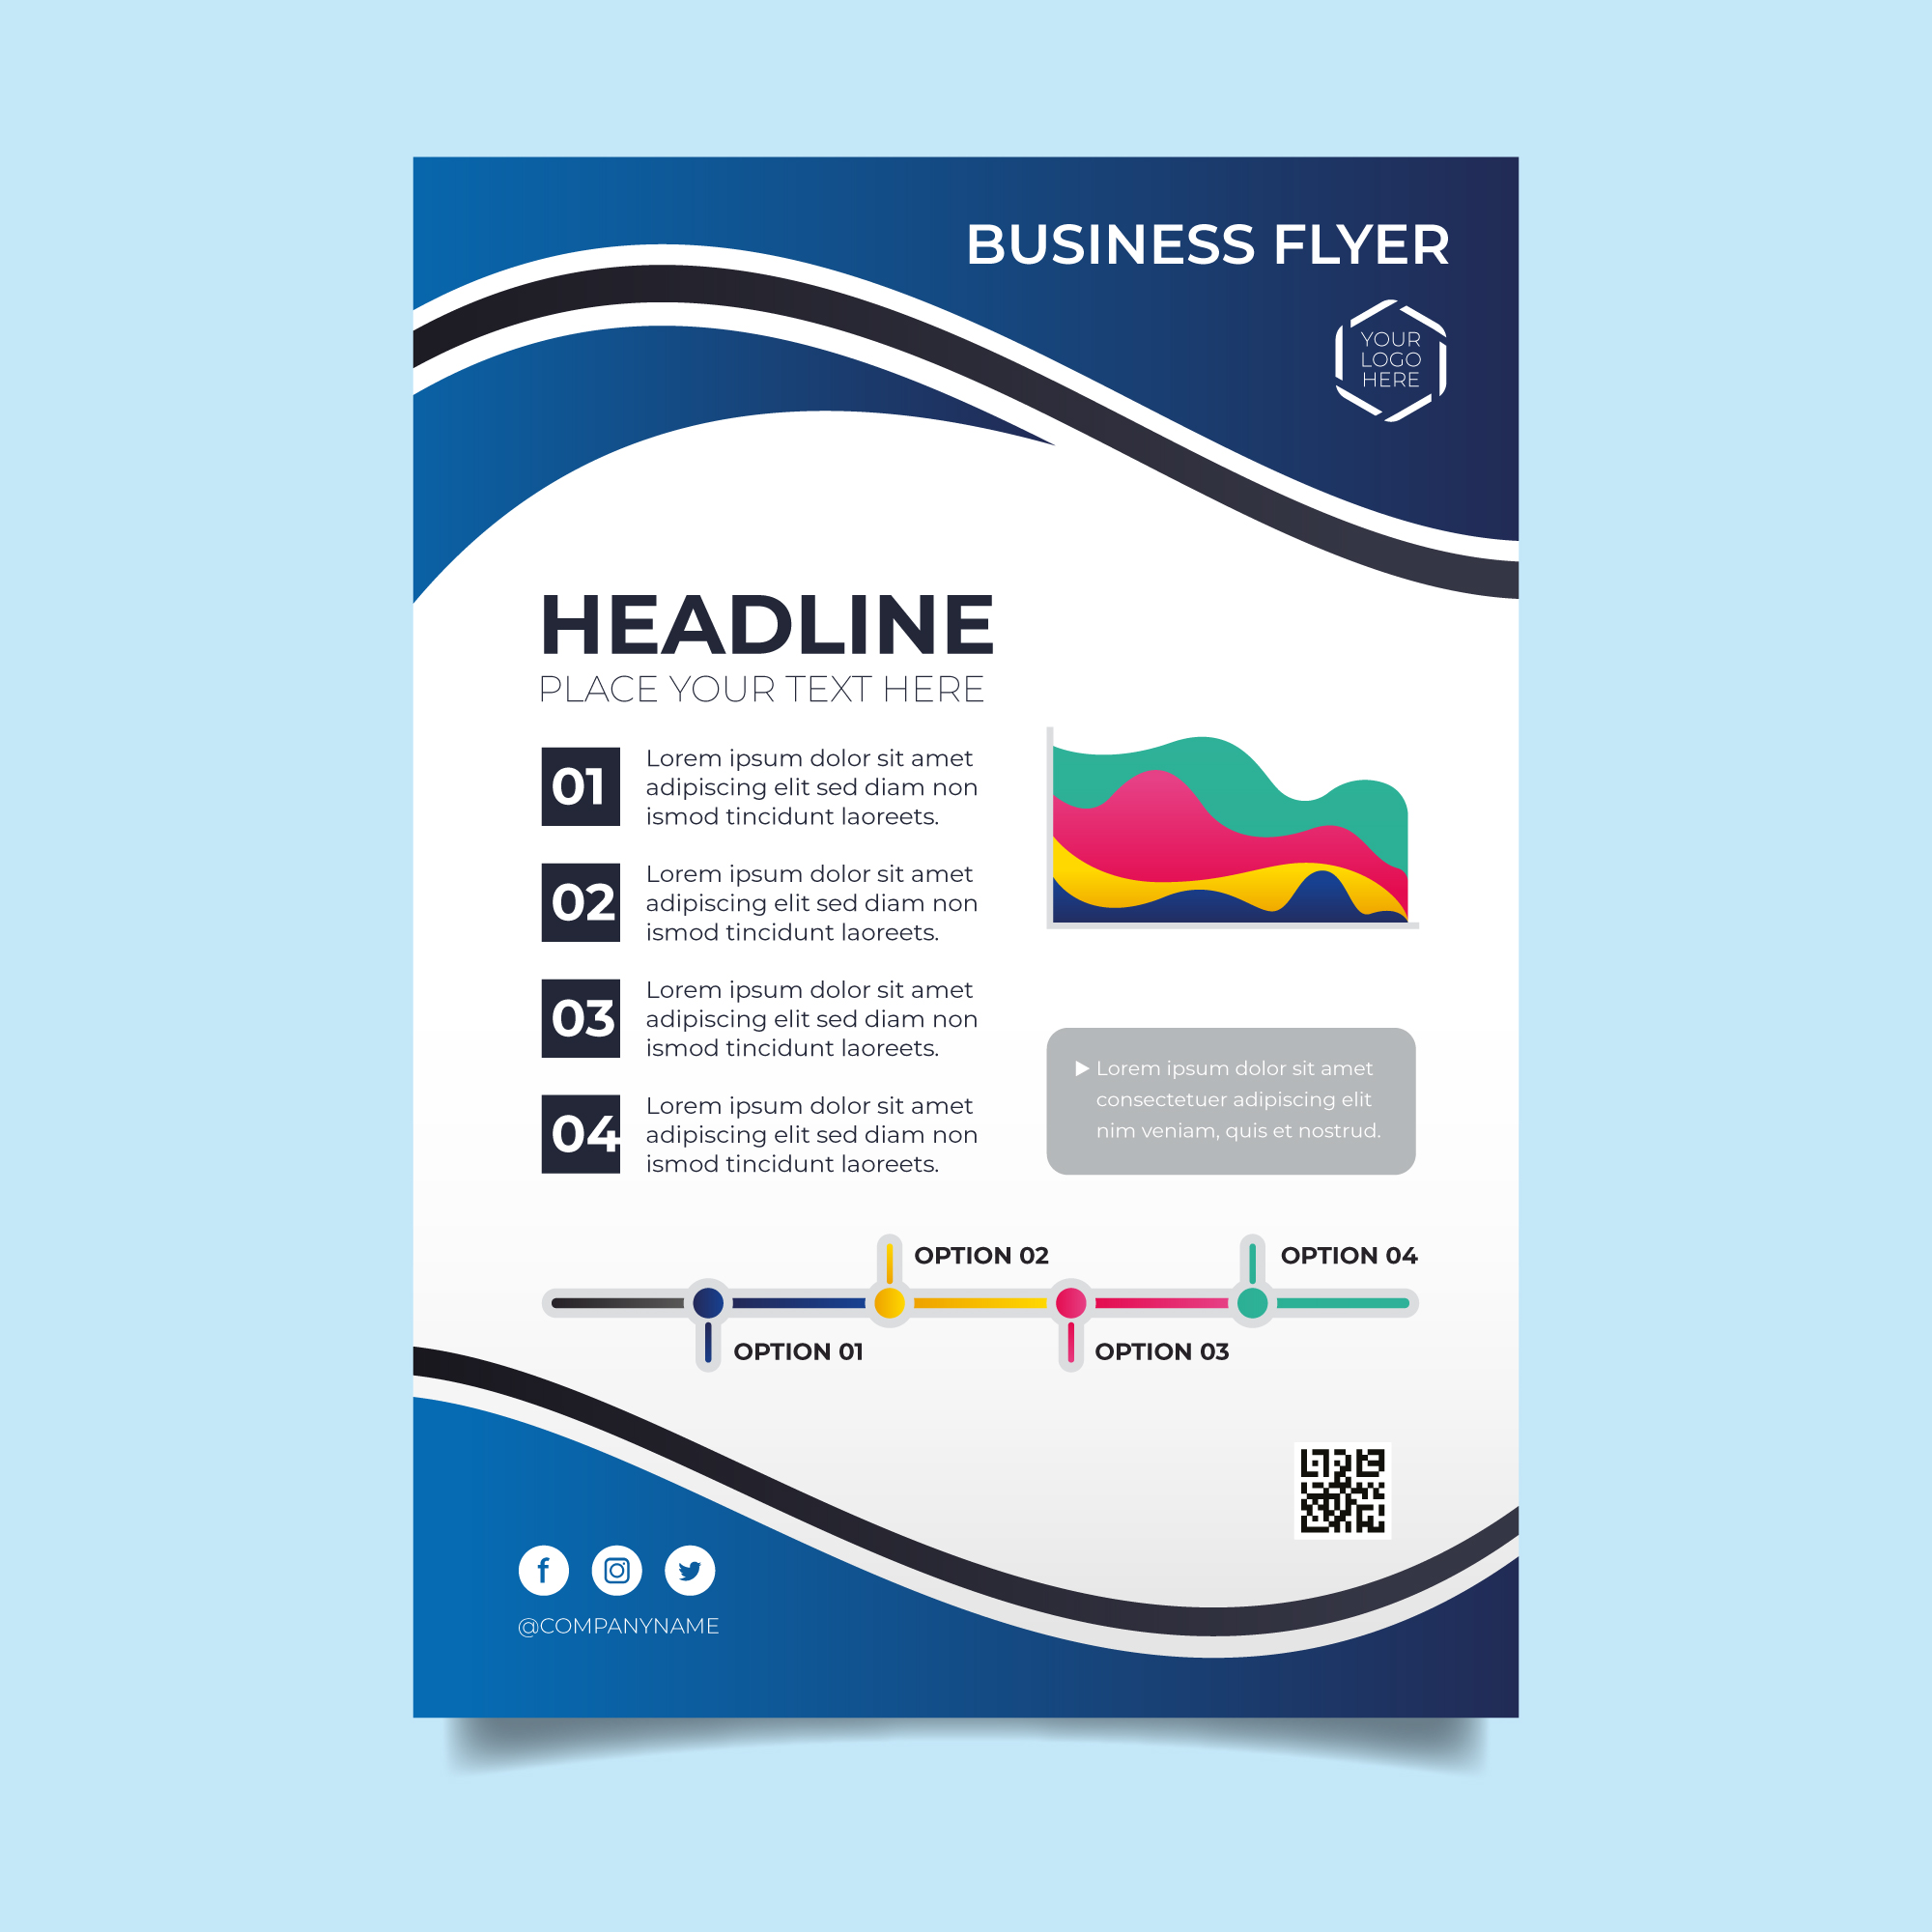 BUSINESS FLYER
YOUR
LOGO
HERE
HEADLINE
PLACE YOUR TEXT HERE
01
Lorem ipsum dolor sit amet
adipiscing elit sed diam non
ismod tincidunt laoreets.
02
Lorem ipsum dolor sit amet
adipiscing elit sed diam non
ismod tincidunt laoreets.
03
Lorem ipsum dolor sit amet
adipiscing elit sed diam non
ismod tincidunt laoreets.
04
Lorem ipsum dolor sit amet
adipiscing elit sed diam non
ismod tincidunt laoreets.
Lorem ipsum dolor sit amet
consectetuer adipiscing elit
nim veniam, quis et nostrud.
OPTION 01
OPTION 02
OPTION 03
OPTION 04
@COMPANYNAME